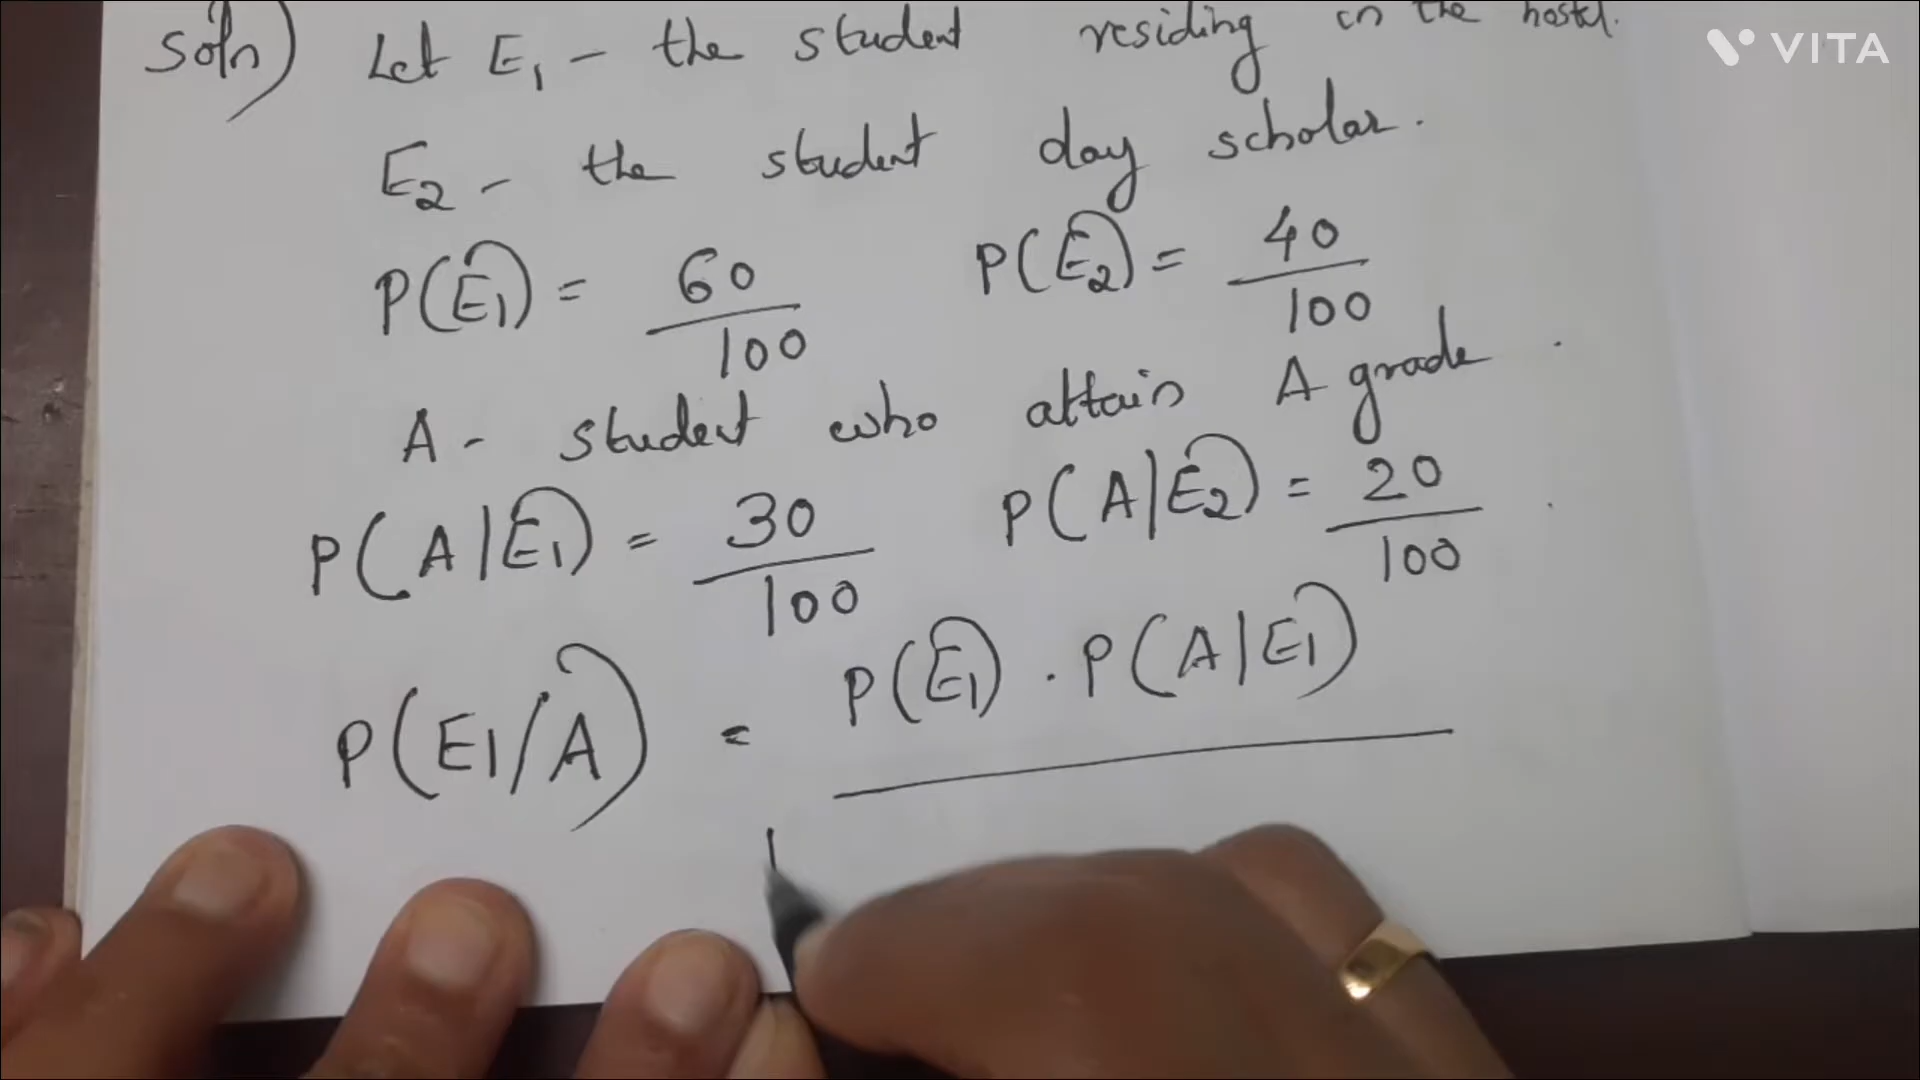 Soln) Let E1 - the student residing in the hostel.
VITA
E2 - the student day scholar.
P(E1) = 60/100 P(E2) = 40/100
A - student who attain A grade
P(A|E1) = 30/100 P(A|E2) = 20/100
P(E1/A) = P(E1) . P(A|E1)